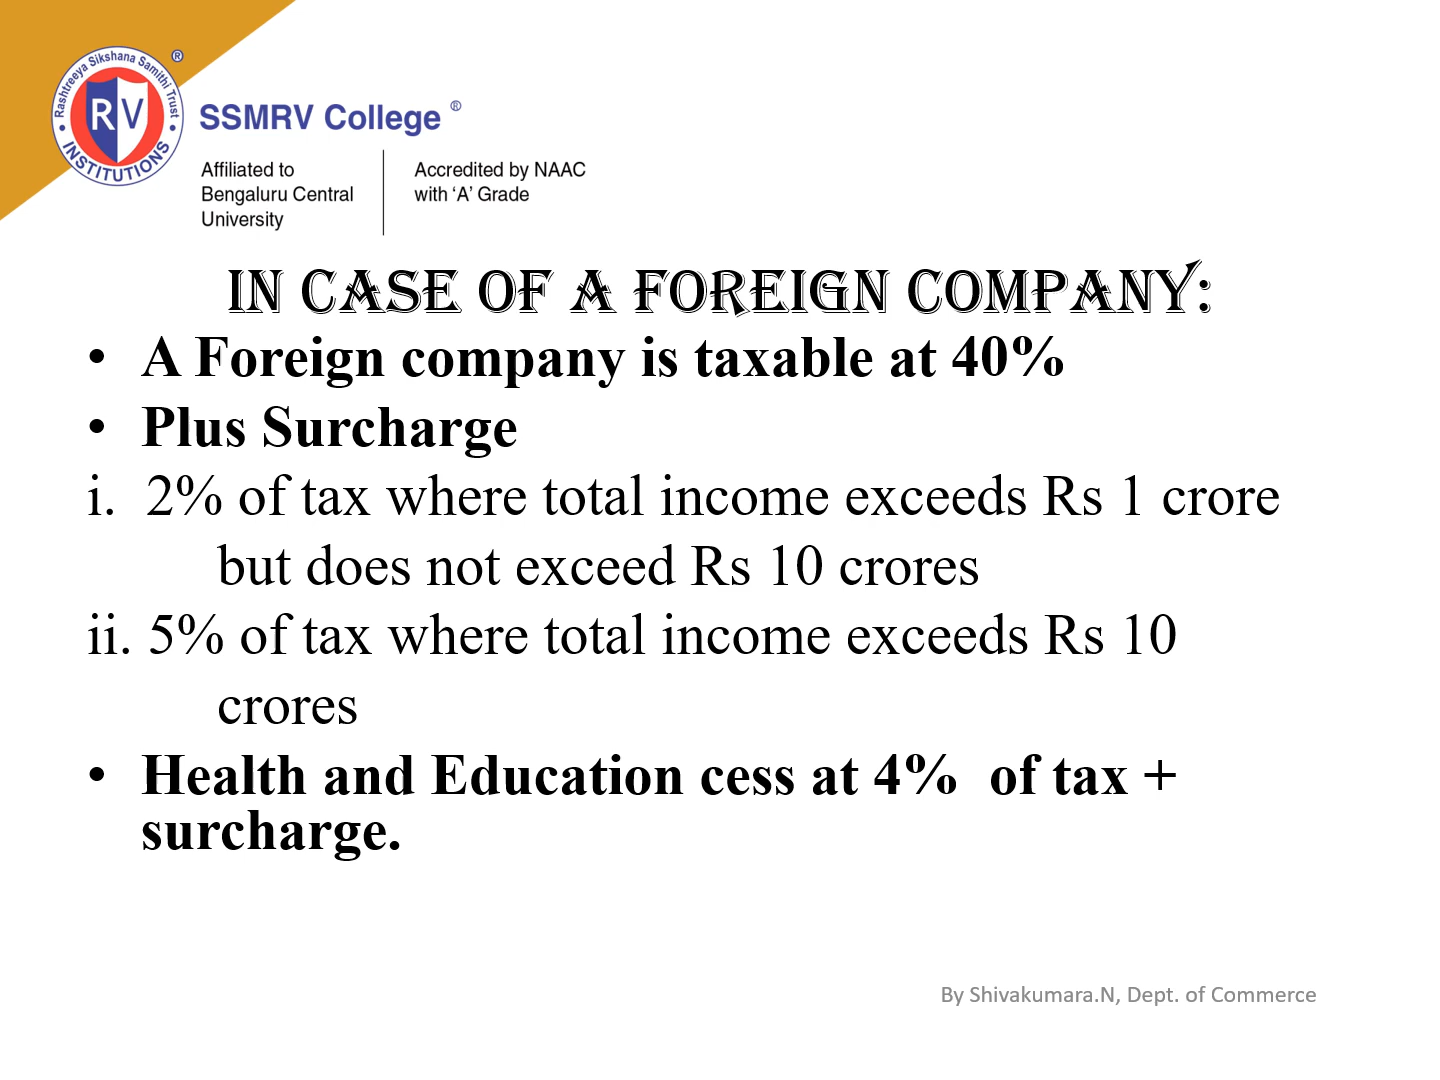 Rashtreeya Sikshana Samithi Trust
®
RV
INSTITUTIONS
SSMRV College ®
Affiliated to
Bengaluru Central
University
Accredited by NAAC
with ‘A’ Grade
IN CASE OF A FOREIGN COMPANY:
• A Foreign company is taxable at 40%
• Plus Surcharge
i. 2% of tax where total income exceeds Rs 1 crore
but does not exceed Rs 10 crores
ii. 5% of tax where total income exceeds Rs 10
crores
• Health and Education cess at 4% of tax +
surcharge.
By Shivakumara.N, Dept. of Commerce